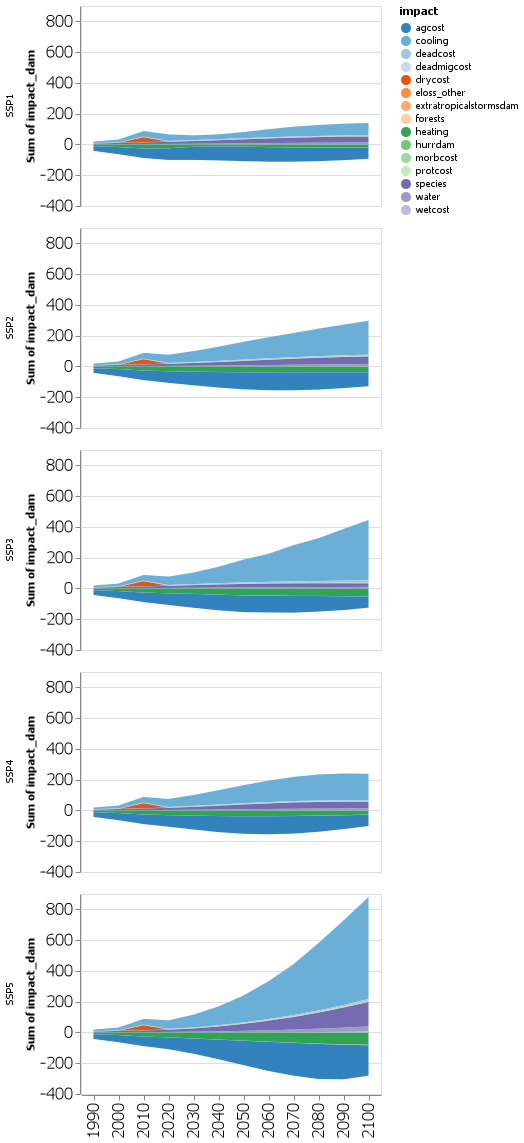 impact
agcost
cooling
deadcost
deadmigcost
drycost
eloss_other
extratropicalstormsdam
forests
heating
hurrdam
morbcost
protcost
species
water
wetcost
SSP1
Sum of impact_dam
800
600
400
200
0
-200
-400
SSP2
Sum of impact_dam
800
600
400
200
0
-200
-400
SSP3
Sum of impact_dam
800
600
400
200
0
-200
-400
SSP4
Sum of impact_dam
800
600
400
200
0
-200
-400
SSP5
Sum of impact_dam
800
600
400
200
0
-200
-400
1990
2000
2010
2020
2030
2040
2050
2060
2070
2080
2090
2100